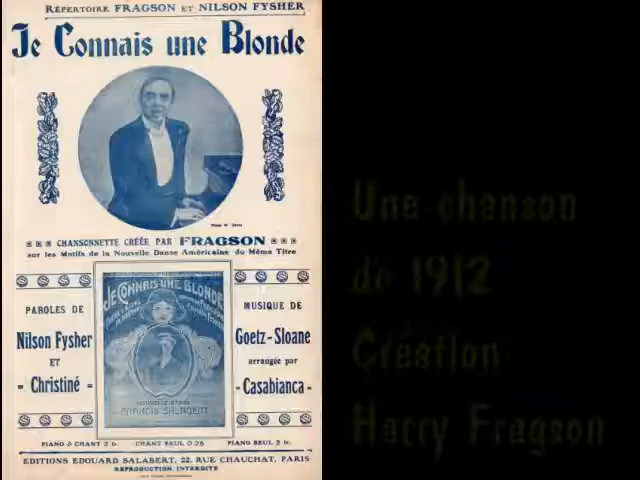 RÉPERTOIRE FRAGSON ET NILSON FYSHER
Je Connais une Blonde
CHANSONNETTE CRÉÉE PAR FRAGSON
sur les Motifs de la Nouvelle Danse Américaine du Même Titre
PAROLES DE
Nilson Fysher
ET
Christiné
JE CONNAIS UNE BLONDE
FRANCIS SALABERT
MUSIQUE DE
Goetz-Sloane
arrangée par
Casabianca
PIANO & CHANT 2 fr. CHANT SEUL 0.25 PIANO SEUL 2 fr.
EDITIONS EDOUARD SALABERT, 22, RUE CHAUCHAT, PARIS
REPRODUCTION INTERDITE
Une chanson
de 1912
Création
Harry Fragson